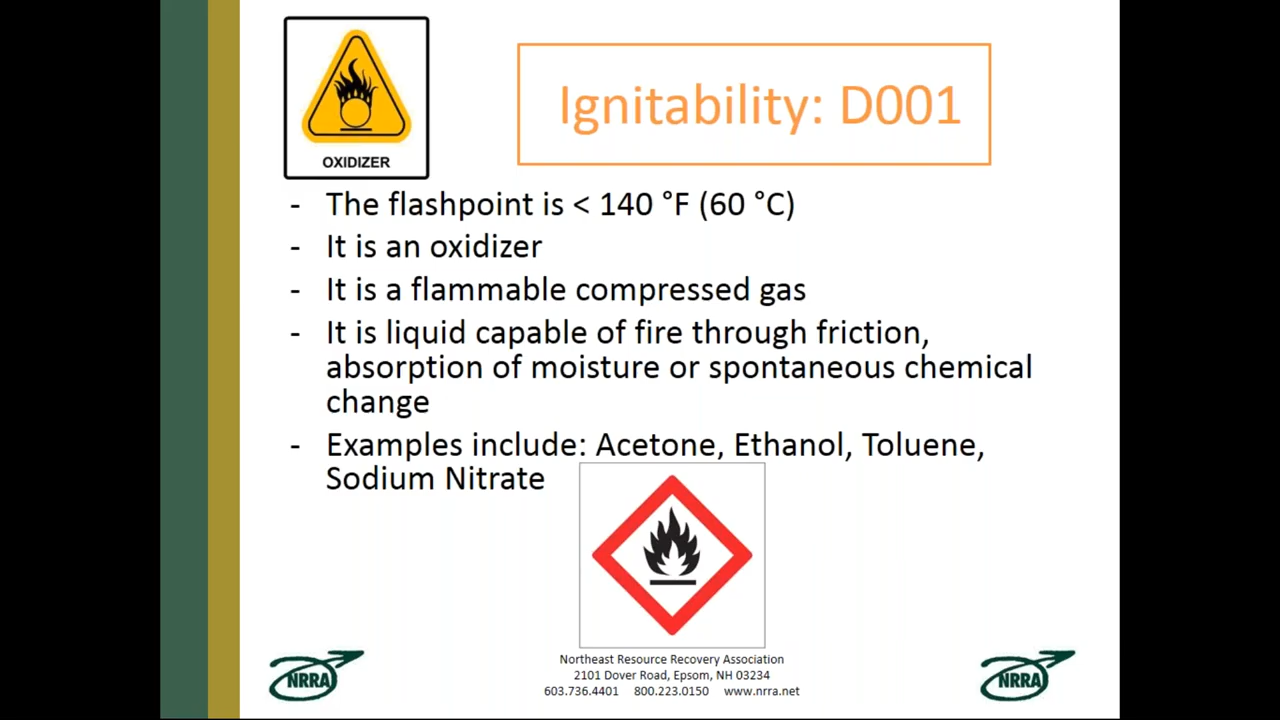 OXIDIZER
Ignitability: D001
- The flashpoint is < 140 °F (60 °C)
- It is an oxidizer
- It is a flammable compressed gas
- It is liquid capable of fire through friction,
absorption of moisture or spontaneous chemical
change
- Examples include: Acetone, Ethanol, Toluene,
Sodium Nitrate
Northeast Resource Recovery Association
2101 Dover Road, Epsom, NH 03234
603.736.4401 800.223.0150 www.nrra.net
NRRA
NRRA